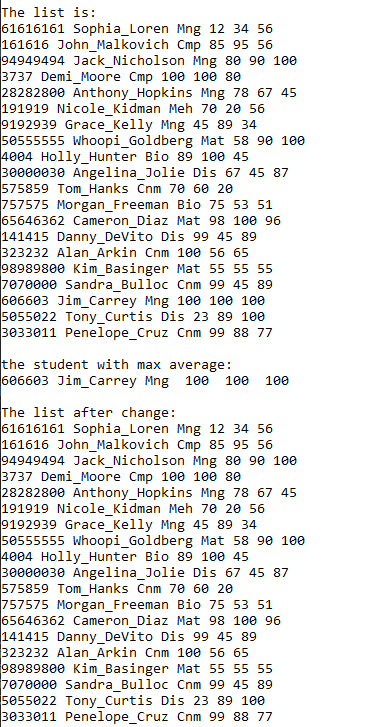 The list is:
61616161 Sophia_Loren Mng 12 34 56
161616 John_Malkovich Cmp 85 95 56
94949494 Jack_Nicholson Mng 80 90 100
3737 Demi_Moore Cmp 100 100 80
28282800 Anthony_Hopkins Mng 78 67 45
191919 Nicole_Kidman Meh 70 20 56
9192939 Grace_Kelly Mng 45 89 34
50555555 Whoopi_Goldberg Mat 58 90 100
4004 Holly_Hunter Bio 89 100 45
30000030 Angelina_Jolie Dis 67 45 87
575859 Tom_Hanks Cnm 70 60 20
757575 Morgan_Freeman Bio 75 53 51
65646362 Cameron_Diaz Mat 98 100 96
141415 Danny_DeVito Dis 99 45 89
323232 Alan_Arkin Cnm 100 56 65
98989800 Kim_Basinger Mat 55 55 55
7070000 Sandra_Bulloc Cnm 99 45 89
606603 Jim_Carrey Mng 100 100 100
5055022 Tony_Curtis Dis 23 89 100
3033011 Penelope_Cruz Cnm 99 88 77
the student with max average:
606603 Jim_Carrey Mng  100  100  100
The list after change:
61616161 Sophia_Loren Mng 12 34 56
161616 John_Malkovich Cmp 85 95 56
94949494 Jack_Nicholson Mng 80 90 100
3737 Demi_Moore Cmp 100 100 80
28282800 Anthony_Hopkins Mng 78 67 45
191919 Nicole_Kidman Meh 70 20 56
9192939 Grace_Kelly Mng 45 89 34
50555555 Whoopi_Goldberg Mat 58 90 100
4004 Holly_Hunter Bio 89 100 45
30000030 Angelina_Jolie Dis 67 45 87
575859 Tom_Hanks Cnm 70 60 20
757575 Morgan_Freeman Bio 75 53 51
65646362 Cameron_Diaz Mat 98 100 96
141415 Danny_DeVito Dis 99 45 89
323232 Alan_Arkin Cnm 100 56 65
98989800 Kim_Basinger Mat 55 55 55
7070000 Sandra_Bulloc Cnm 99 45 89
5055022 Tony_Curtis Dis 23 89 100
3033011 Penelope_Cruz Cnm 99 88 77